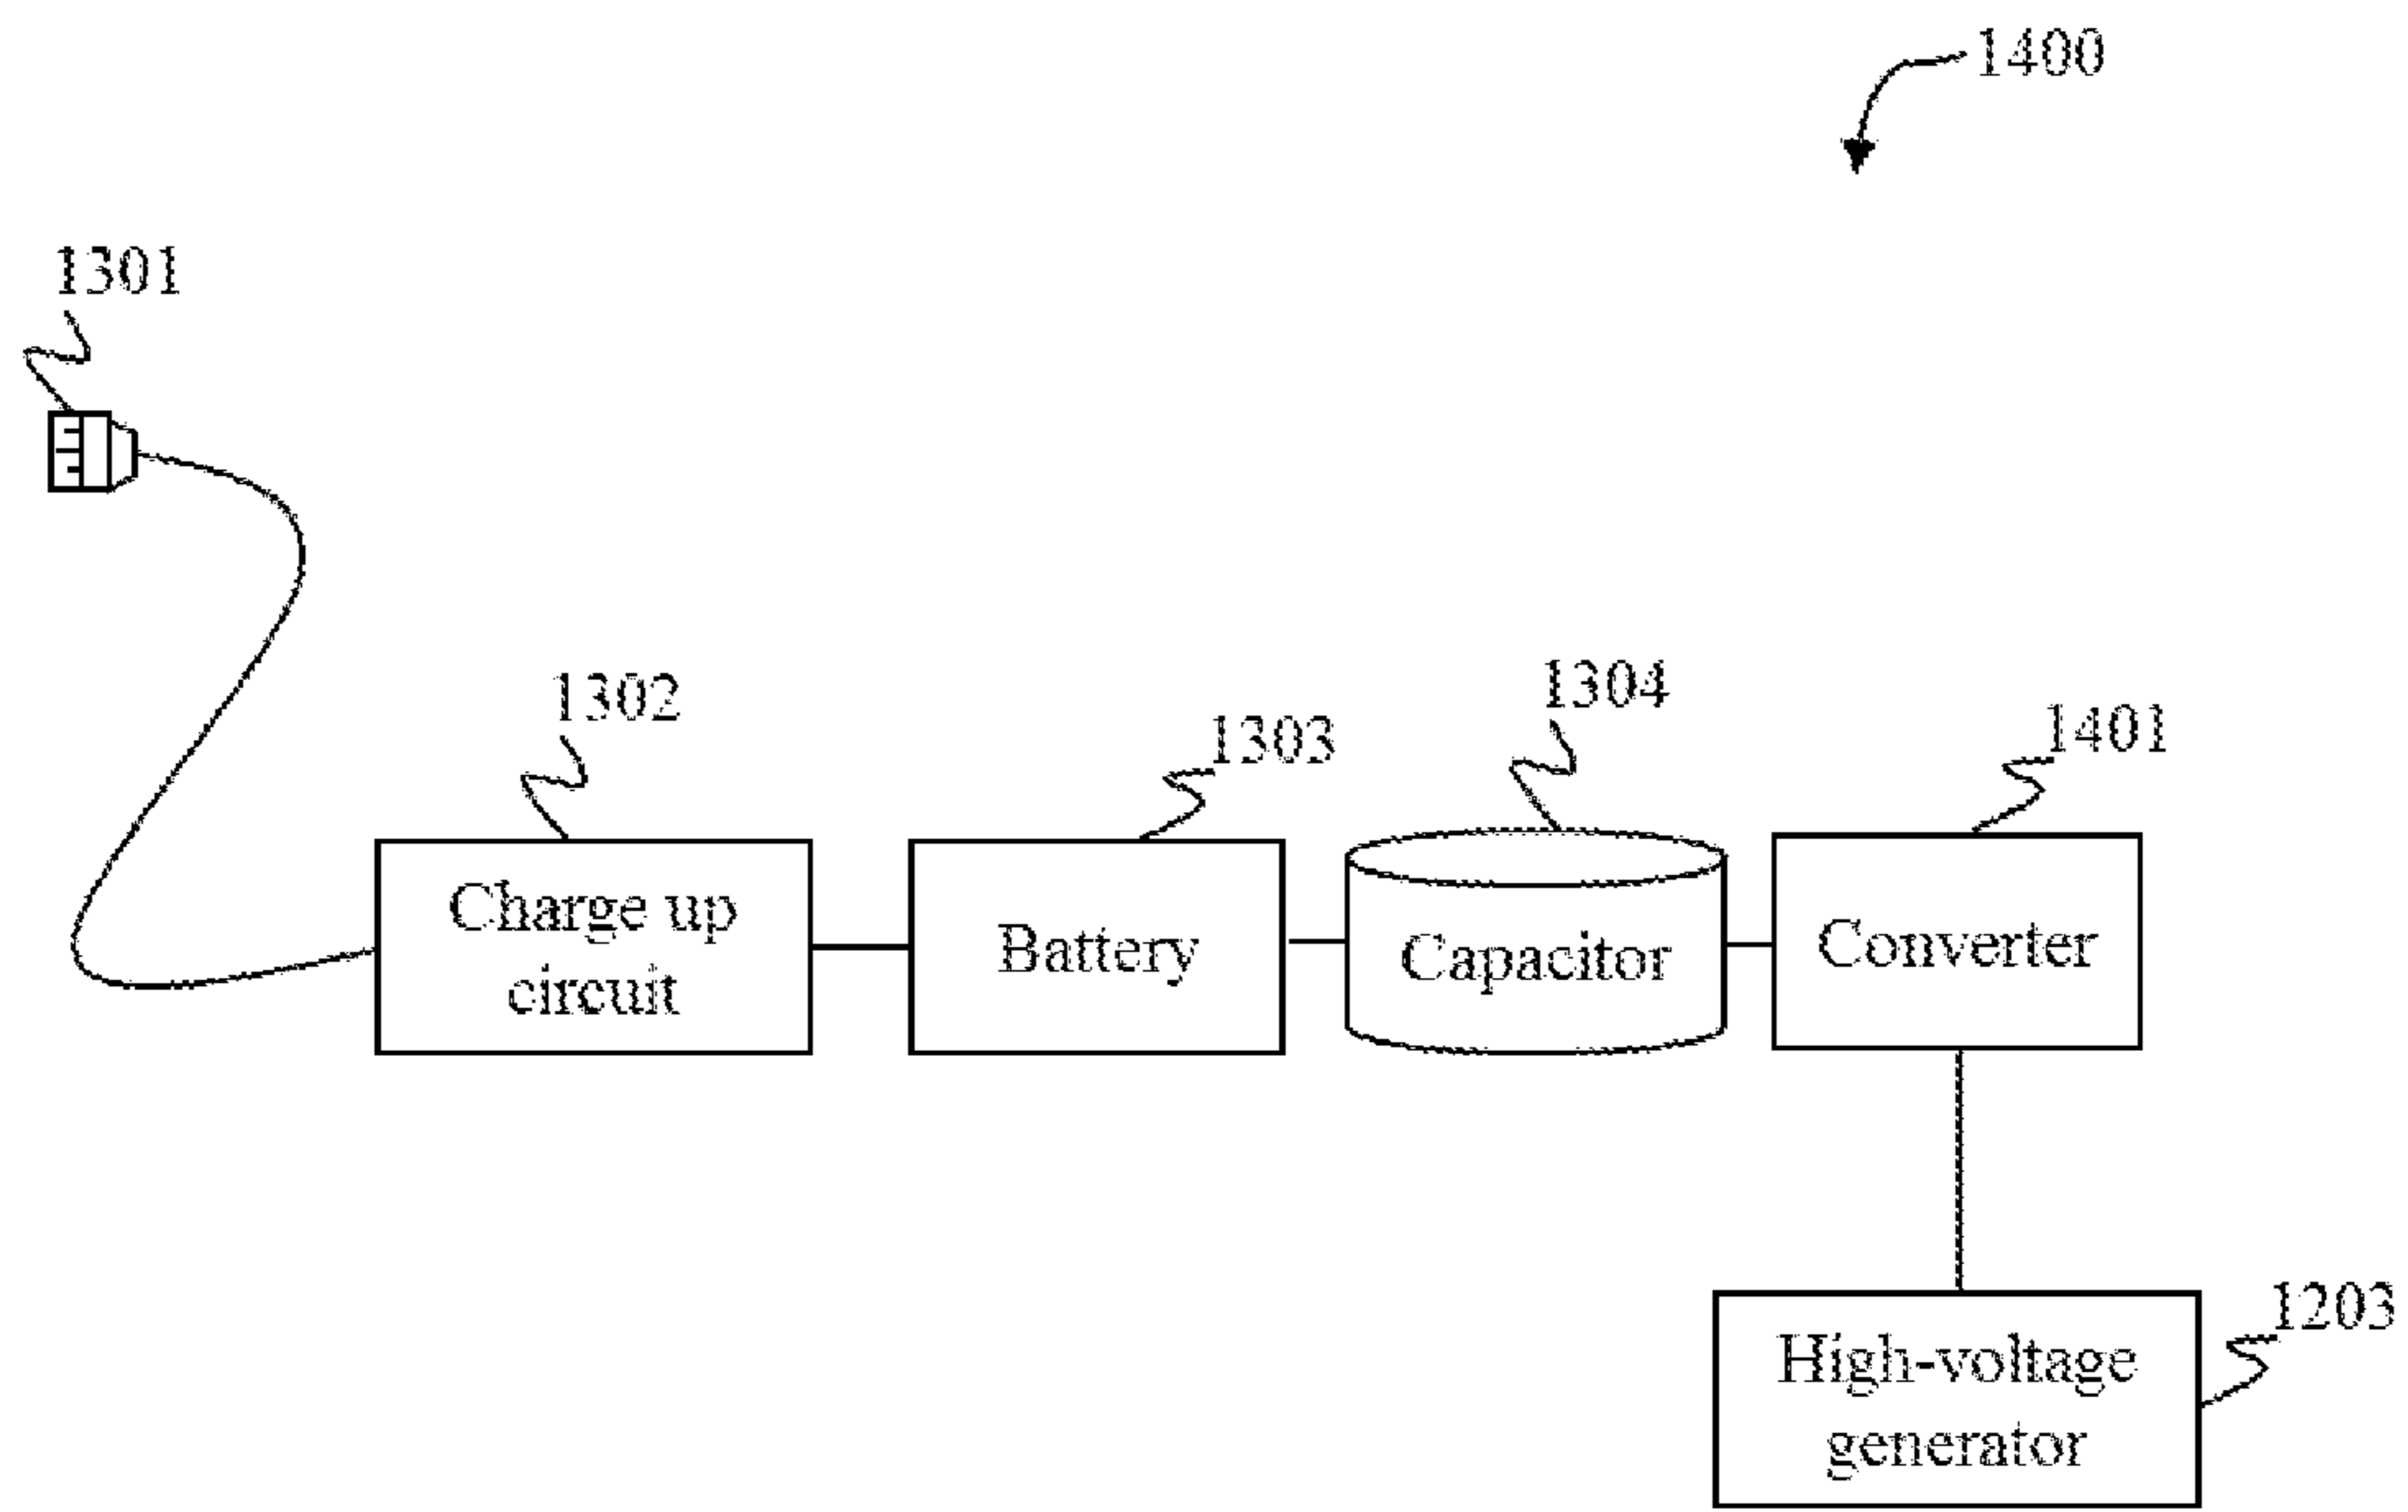 1400
1301
1302
1303
1304
1401
Charge up
circuit
Battery
Capacitor
Converter
1203
High-voltage
generator